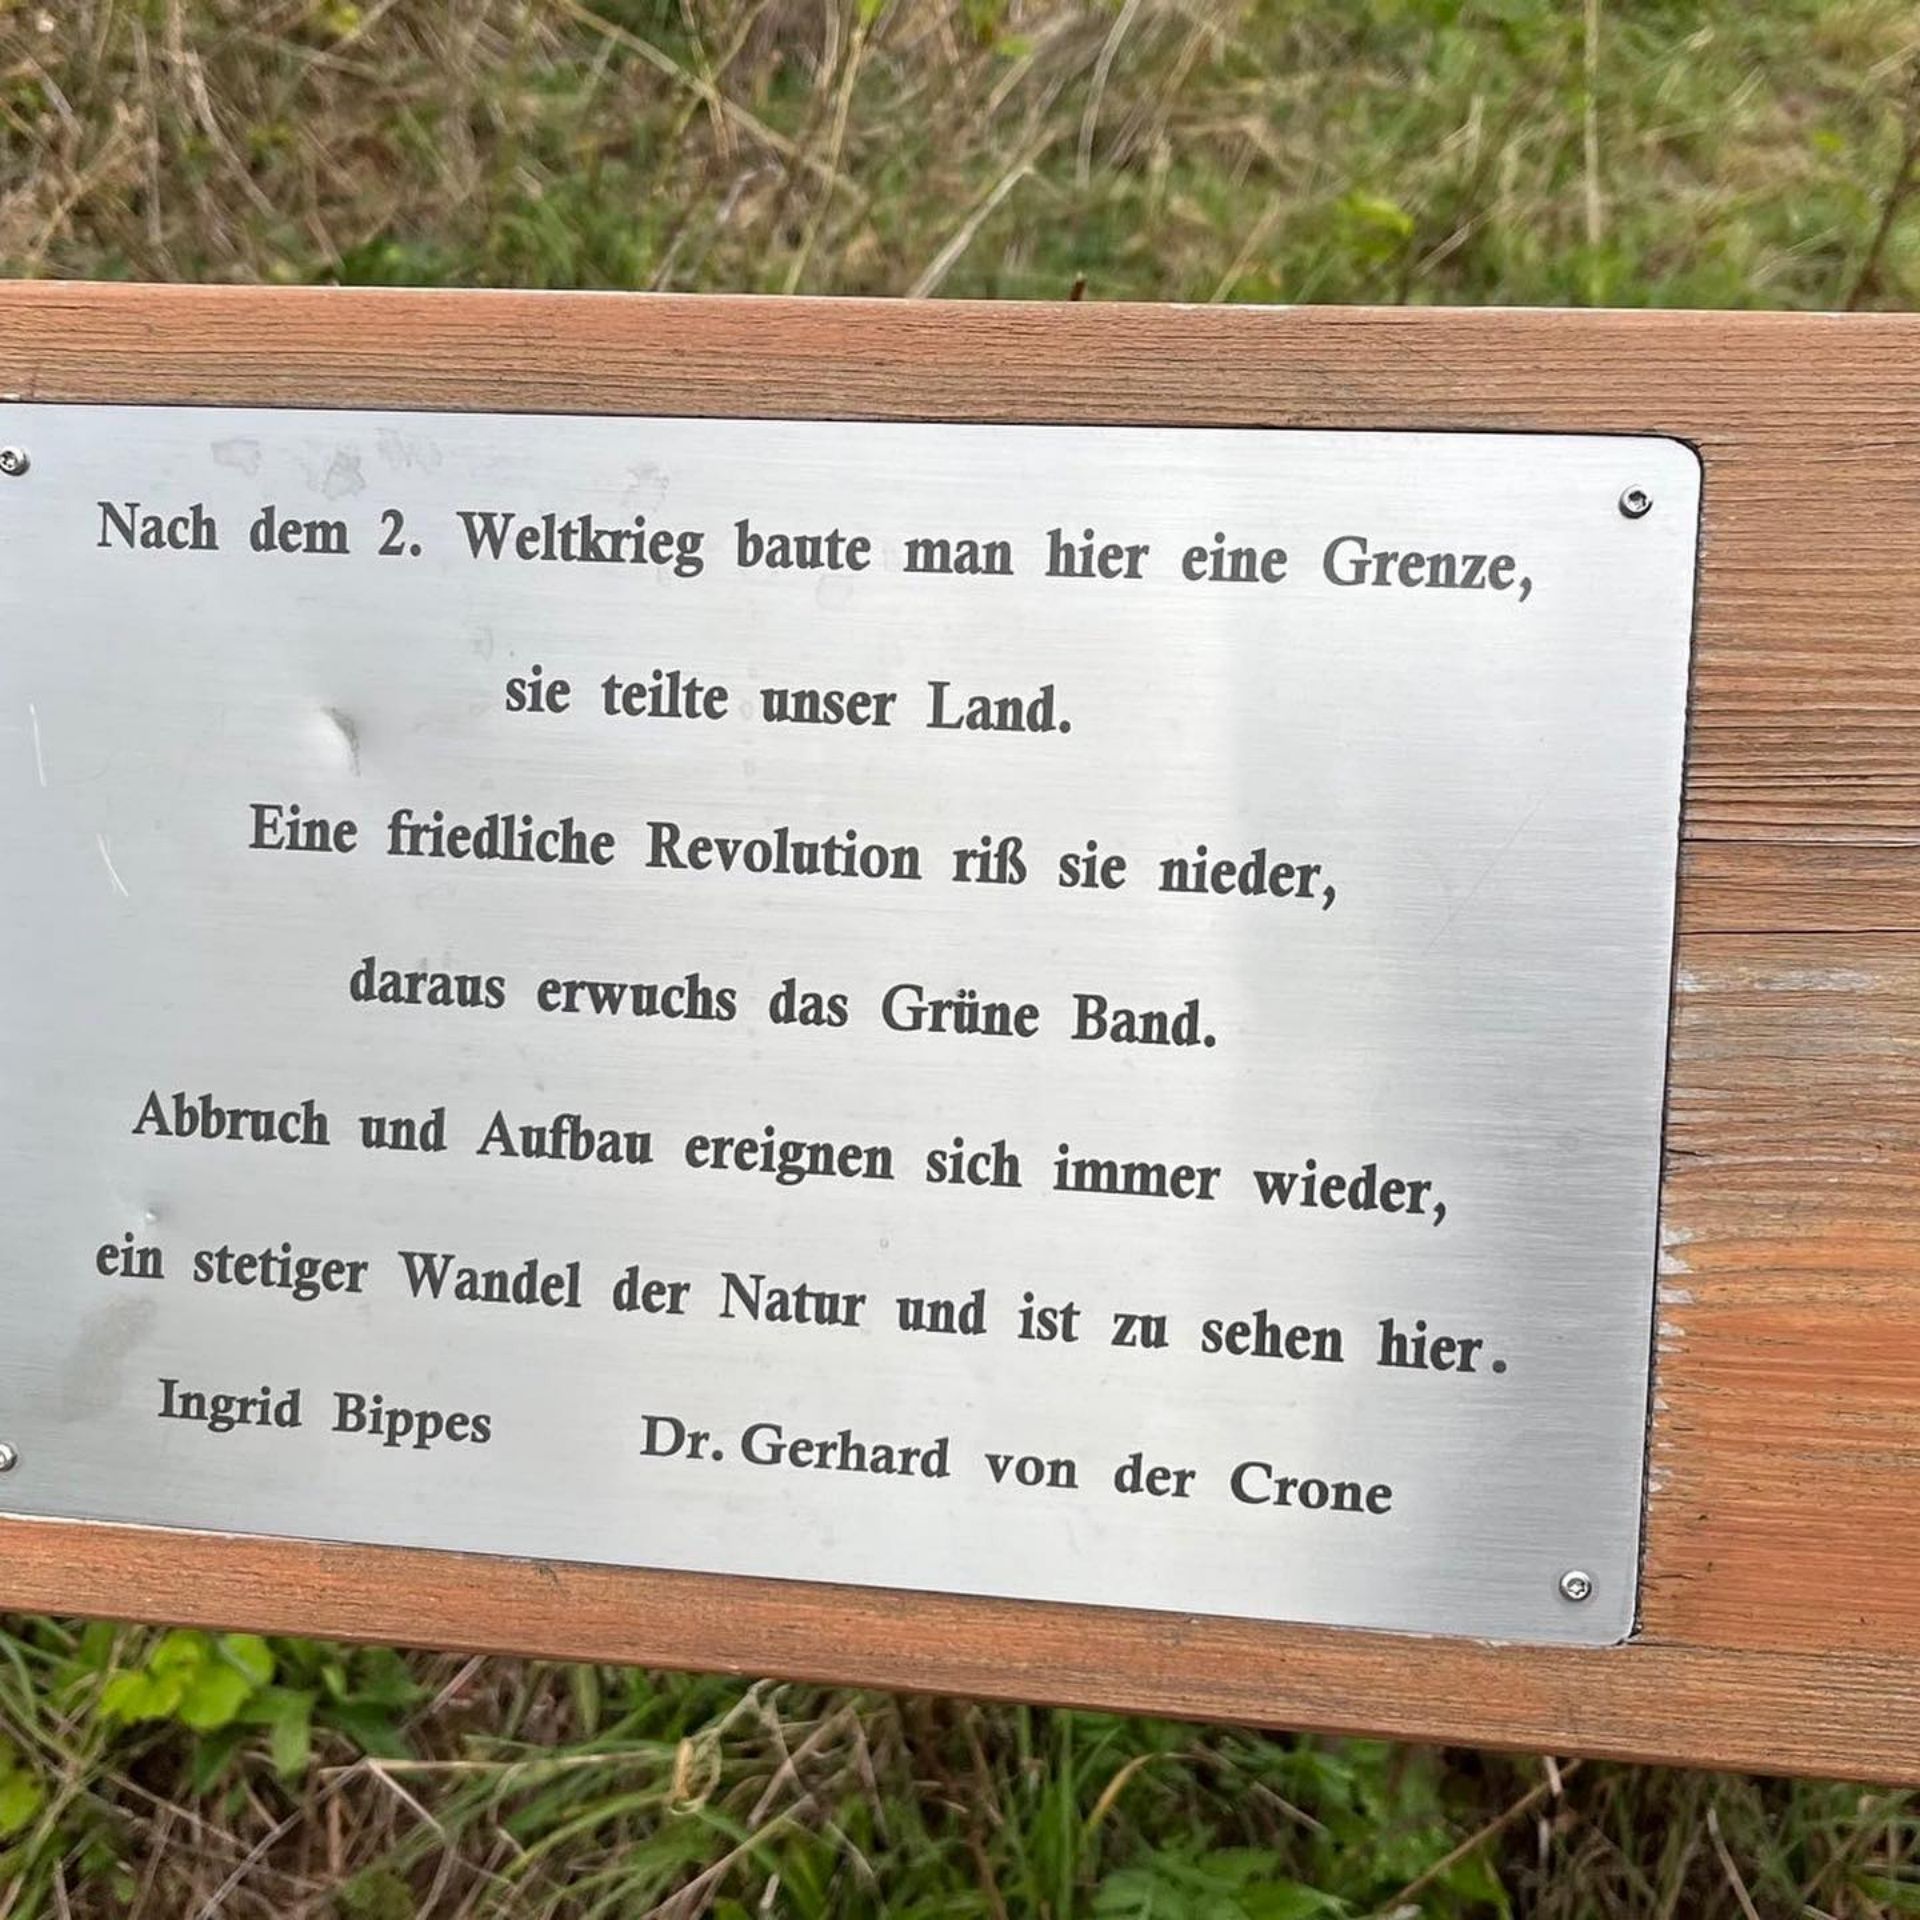 Nach dem 2. Weltkrieg baute man hier eine Grenze,
sie teilte unser Land.
Eine friedliche Revolution riß sie nieder,
daraus erwuchs das Grüne Band.
Abbruch und Aufbau ereignen sich immer wieder,
ein stetiger Wandel der Natur und ist zu sehen hier.
Ingrid Bippes Dr. Gerhard von der Crone